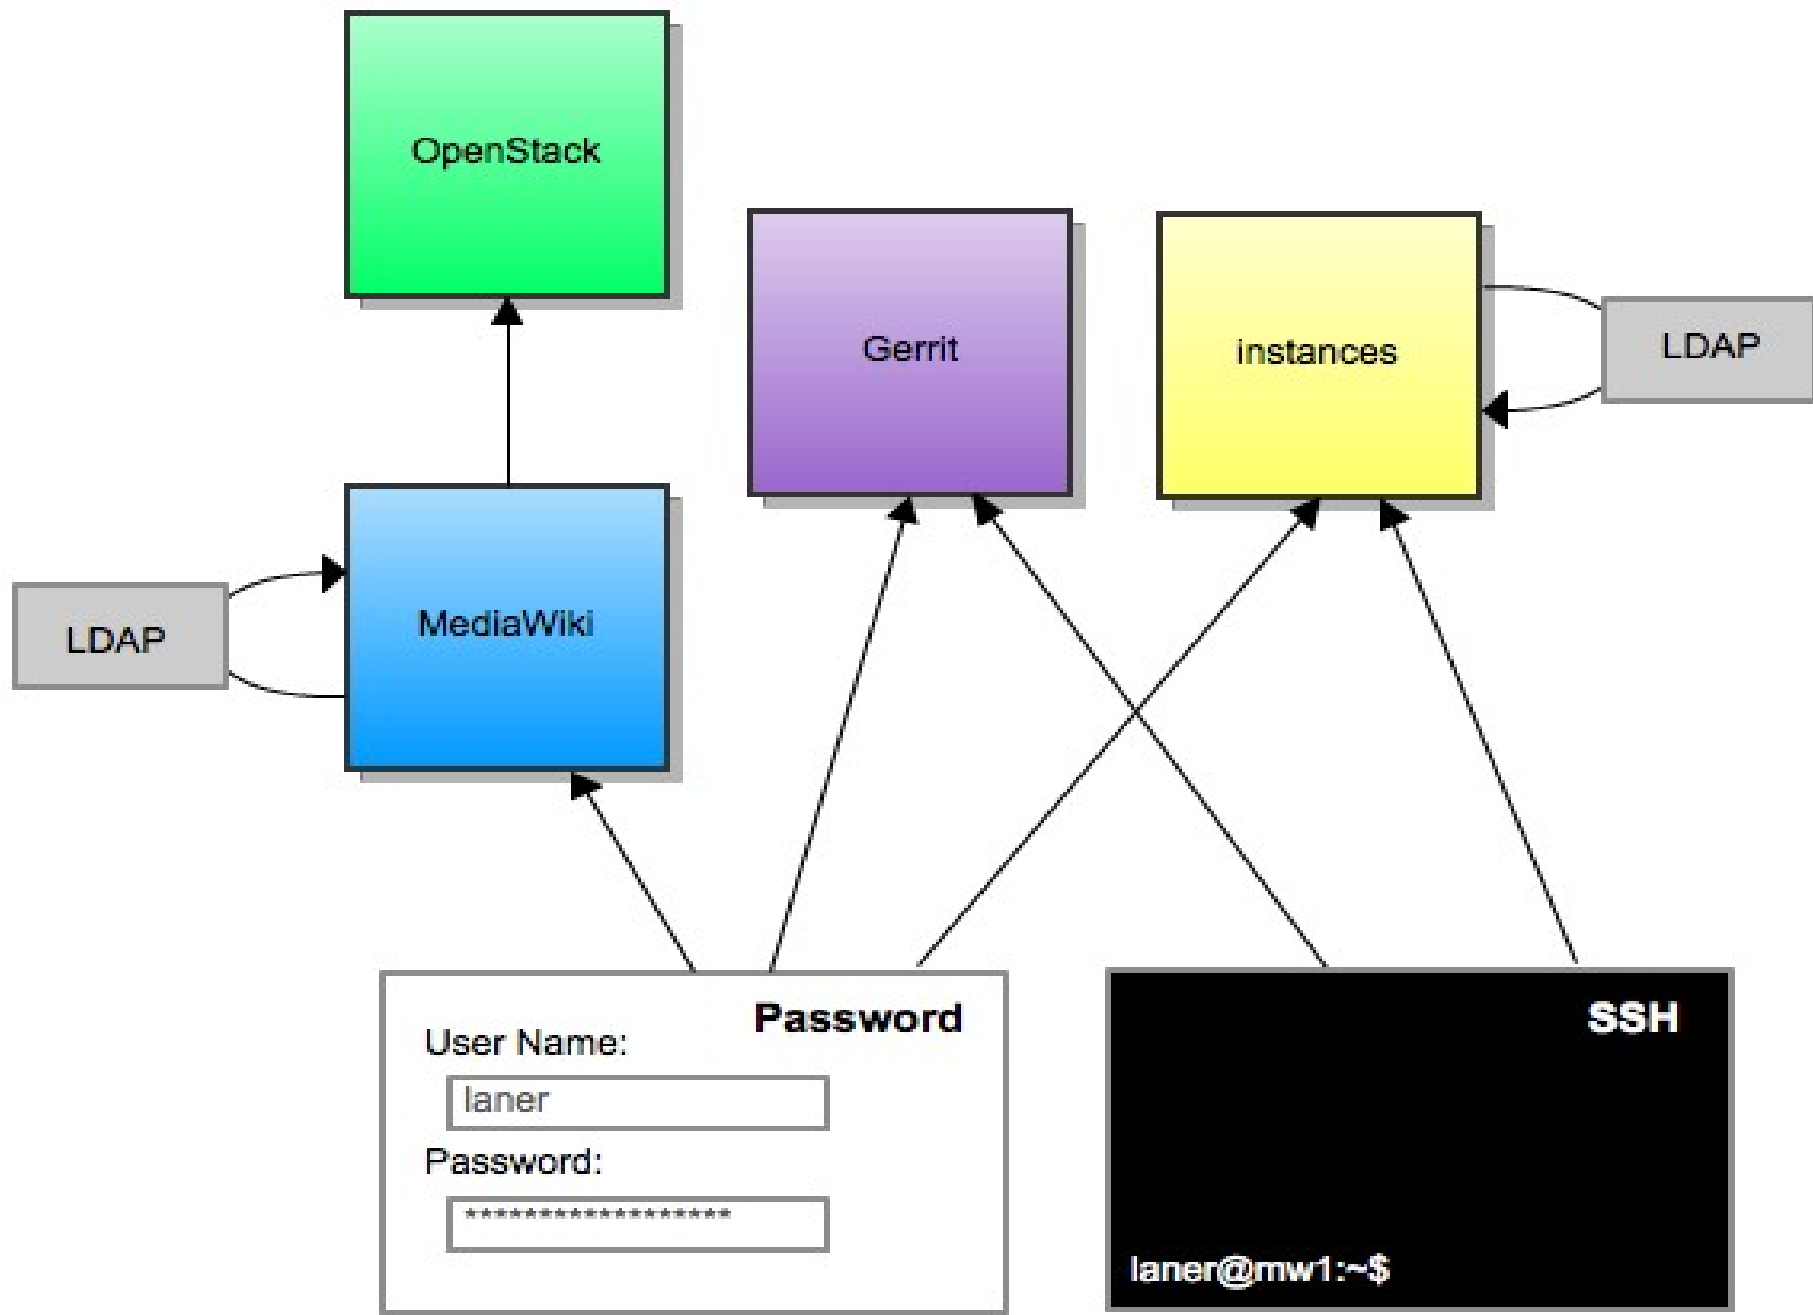 OpenStack
Gerrit
instances
LDAP
MediaWiki
LDAP
Password
User Name:
laner
Password:
******************
SSH
laner@mw1:~$